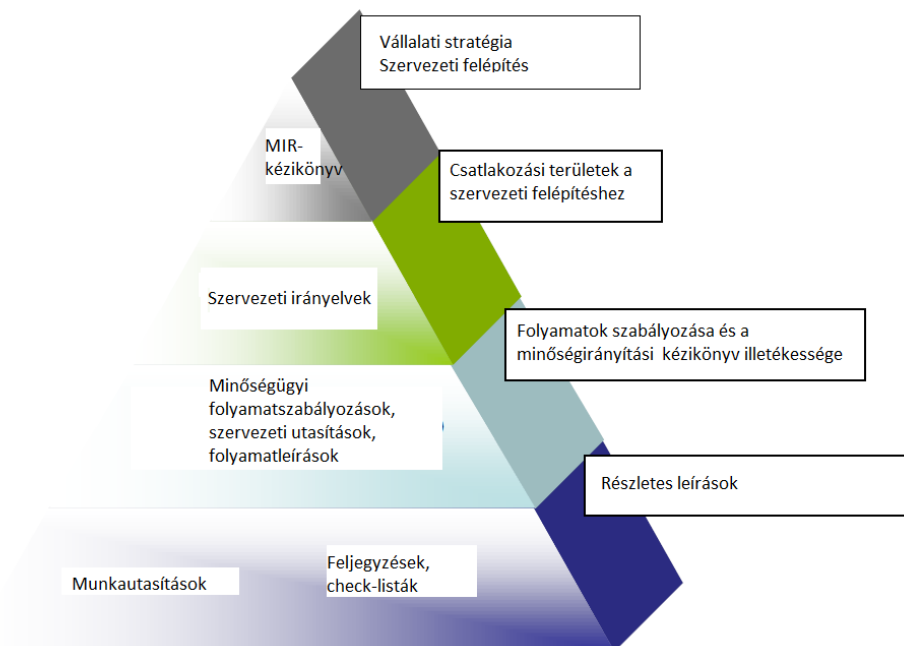 Vállalati stratégia
Szervezeti felépítés
MIR-
kézikönyv
Csatlakozási területek a
szervezeti felépítéshez
Szervezeti irányelvek
Folyamatok szabályozása és a
minőségirányítási kézikönyv illetékessége
Minőségügyi
folyamatszabályozások,
szervezeti utasítások,
folyamatleírások
Részletes leírások
Munkautasítások
Feljegyzések,
check-listák